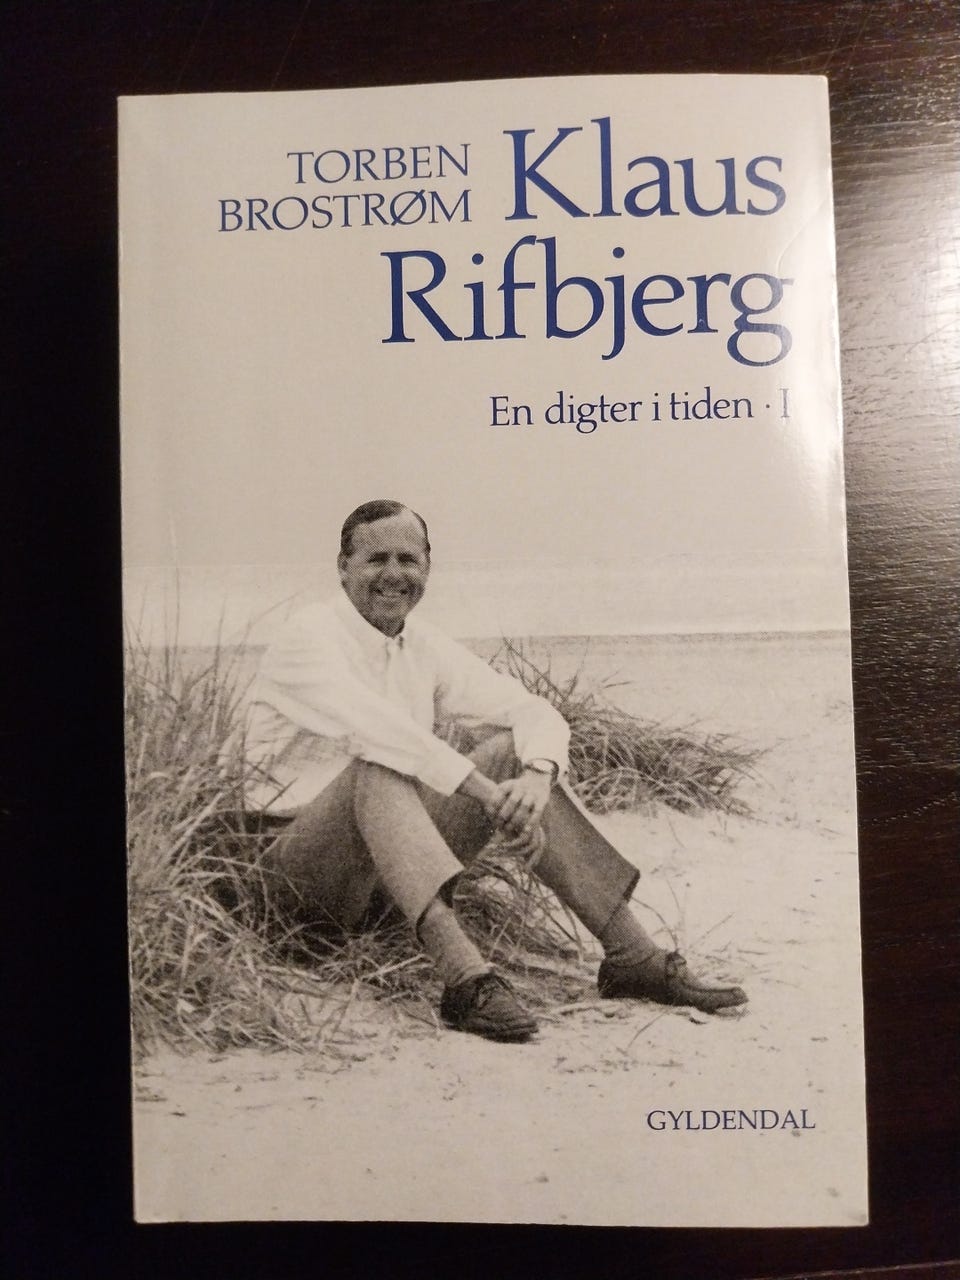 TORBEN
BROSTRØM
Klaus
Rifbjerg
En digter i tiden · I
GYLDENDAL